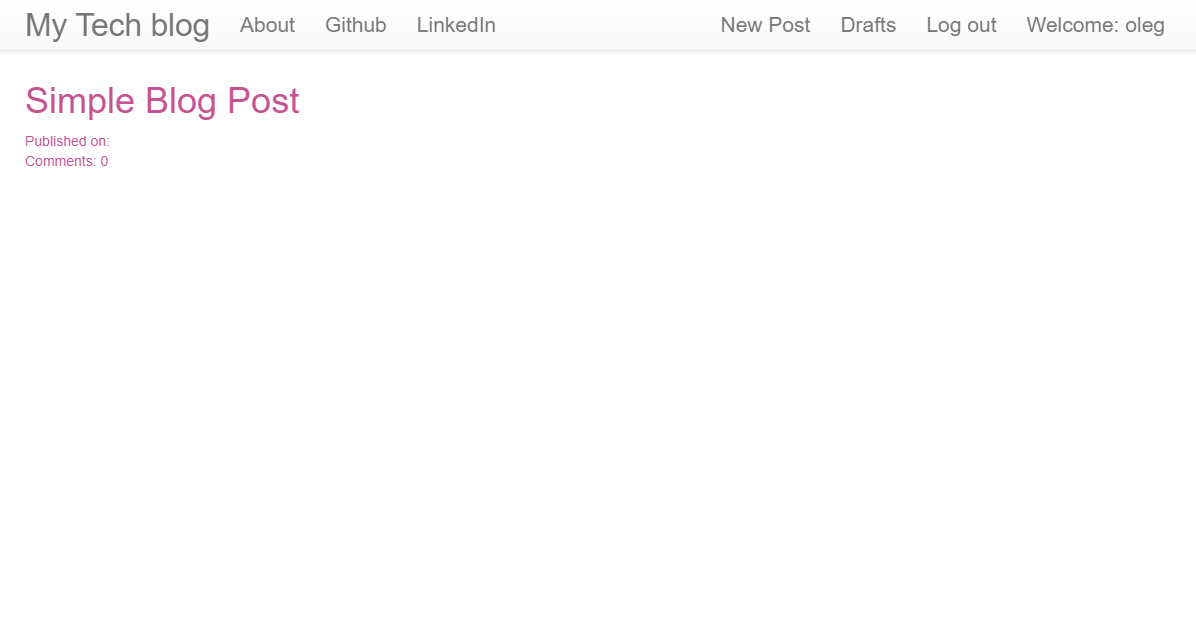 My Tech blog About Github LinkedIn New Post Drafts Log out Welcome: oleg
Simple Blog Post
Published on:
Comments: 0